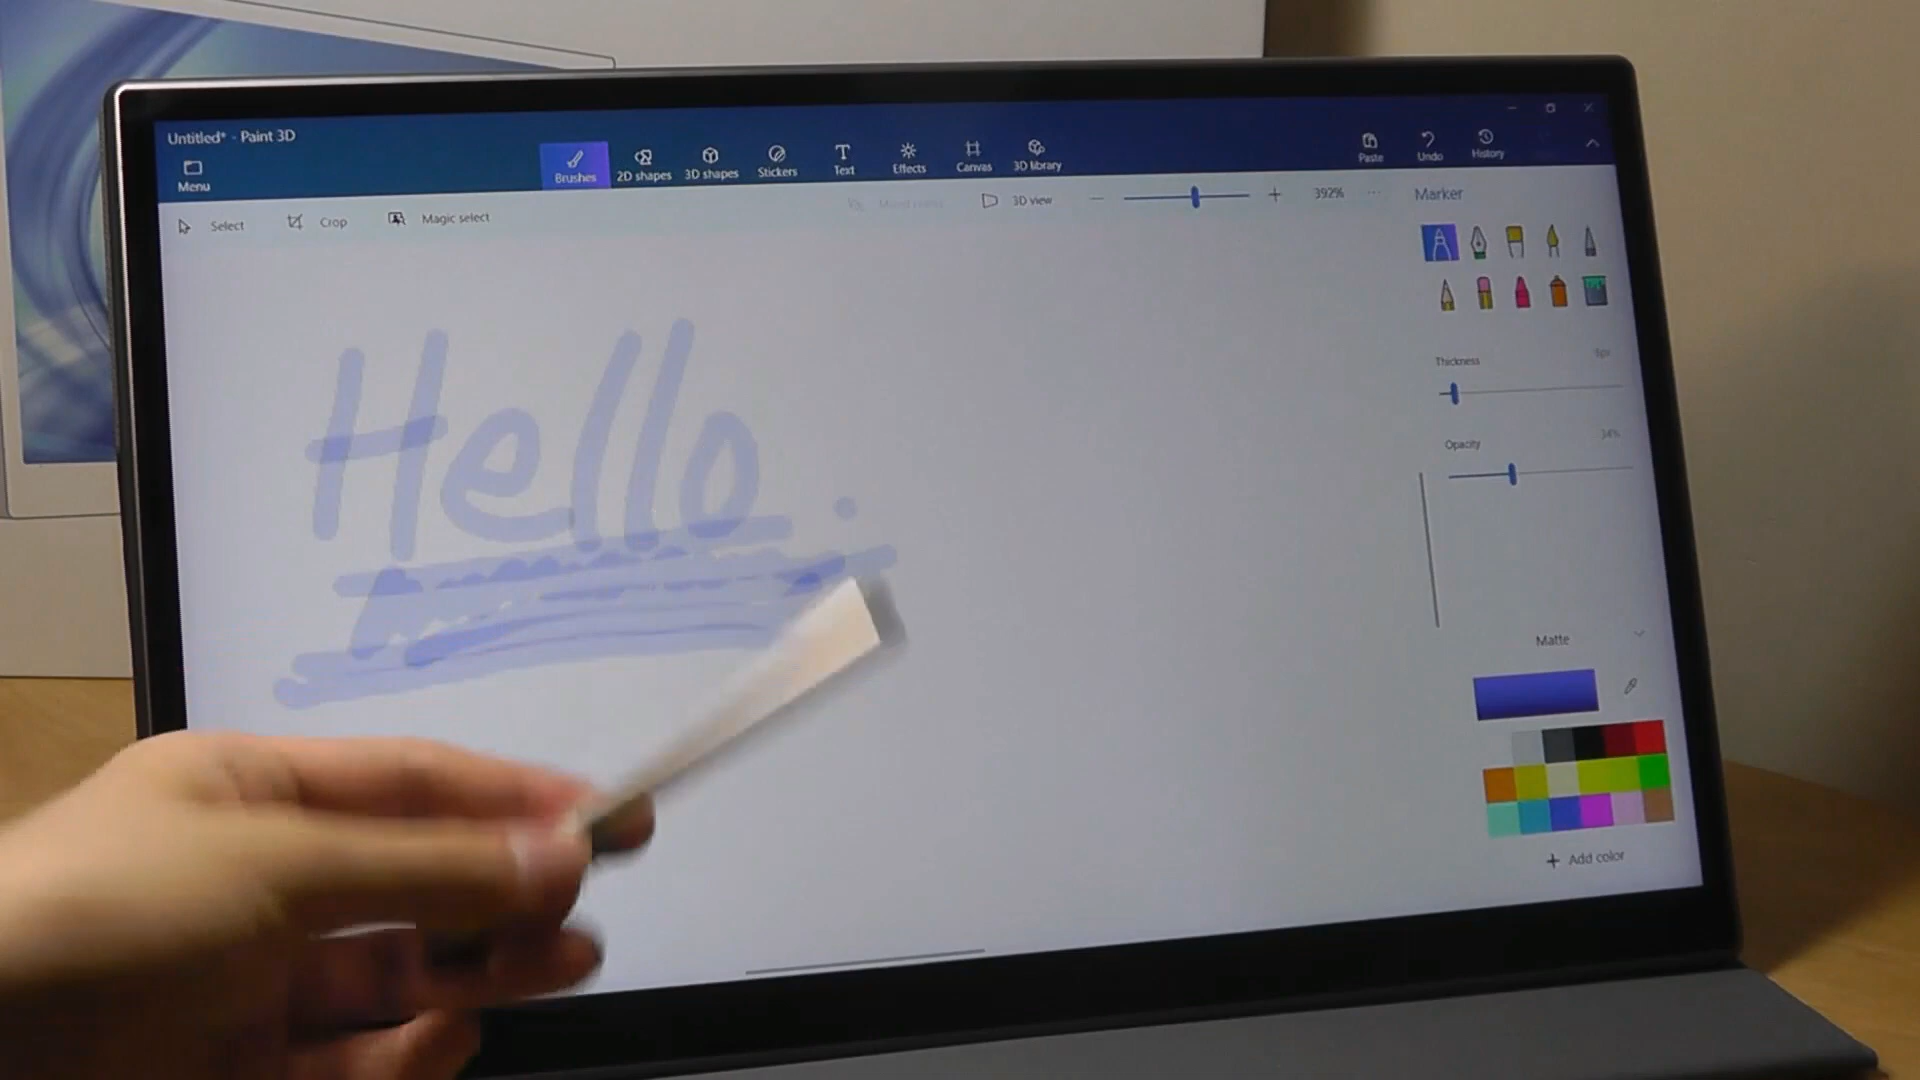 Untitled* - Paint 3D
Menu
Brushes
2D shapes
3D shapes
Stickers
Text
Effects
Canvas
3D library
Paste
Undo
History
Select
Crop
Magic select
3D view
392%
Marker
Thickness
Opacity
34%
Hello.
Matte
Add color